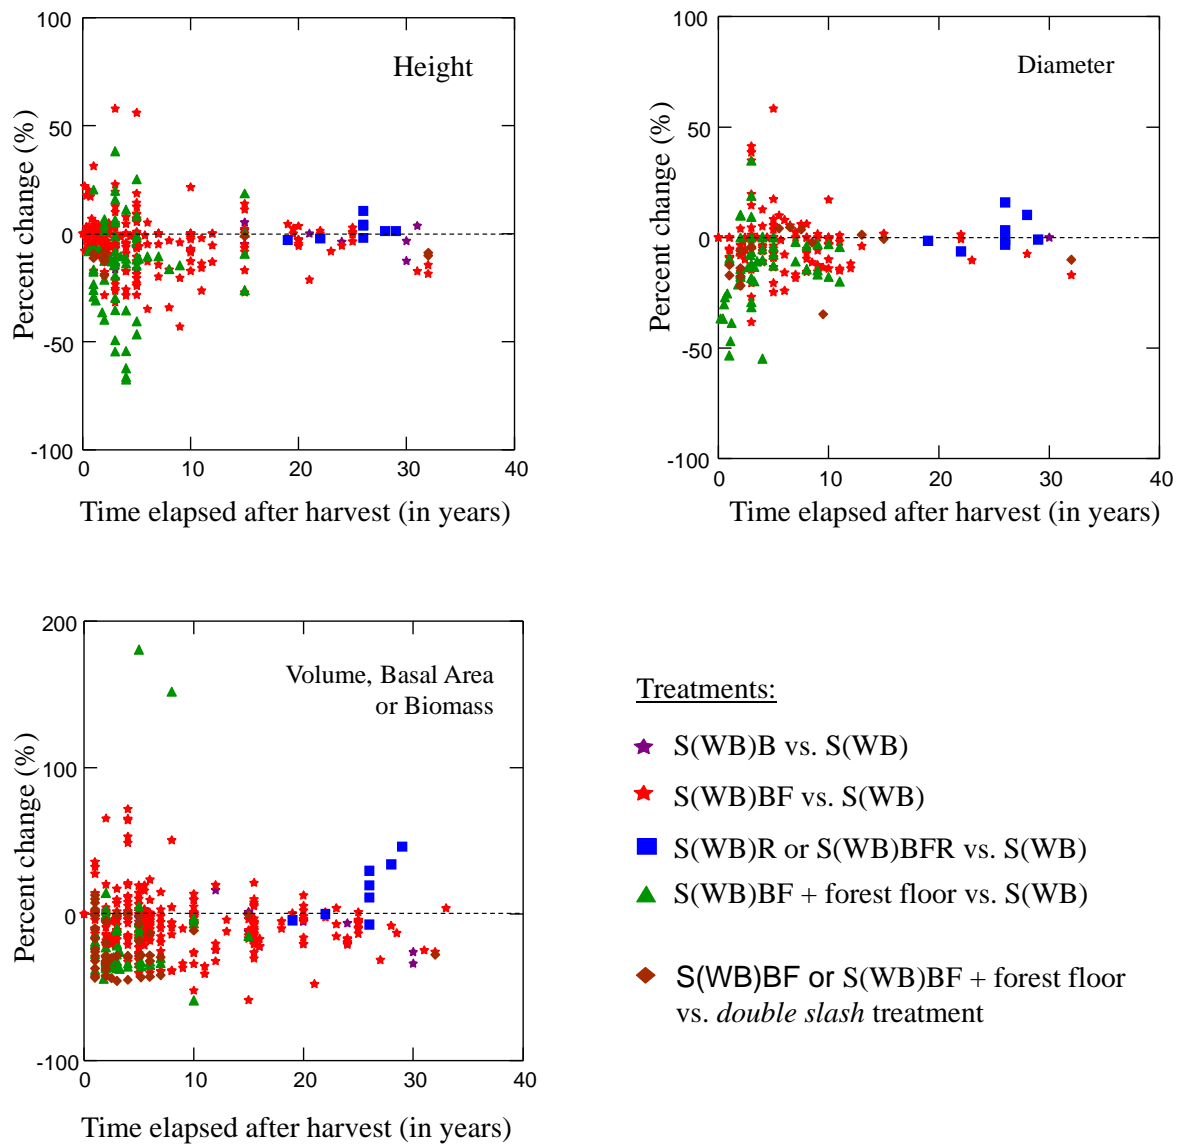 100
50
0
-50
-100
Percent change (%)
Height
0
10
20
30
40
Time elapsed after harvest (in years)
100
50
0
-50
-100
Percent change (%)
Diameter
0
10
20
30
40
Time elapsed after harvest (in years)
200
100
0
-100
Percent change (%)
Volume, Basal Area
or Biomass
0
10
20
30
40
Time elapsed after harvest (in years)
Treatments:
S(WB)B vs. S(WB)
S(WB)BF vs. S(WB)
S(WB)R or S(WB)BFR vs. S(WB)
S(WB)BF + forest floor vs. S(WB)
S(WB)BF or S(WB)BF + forest floor
vs. double slash treatment